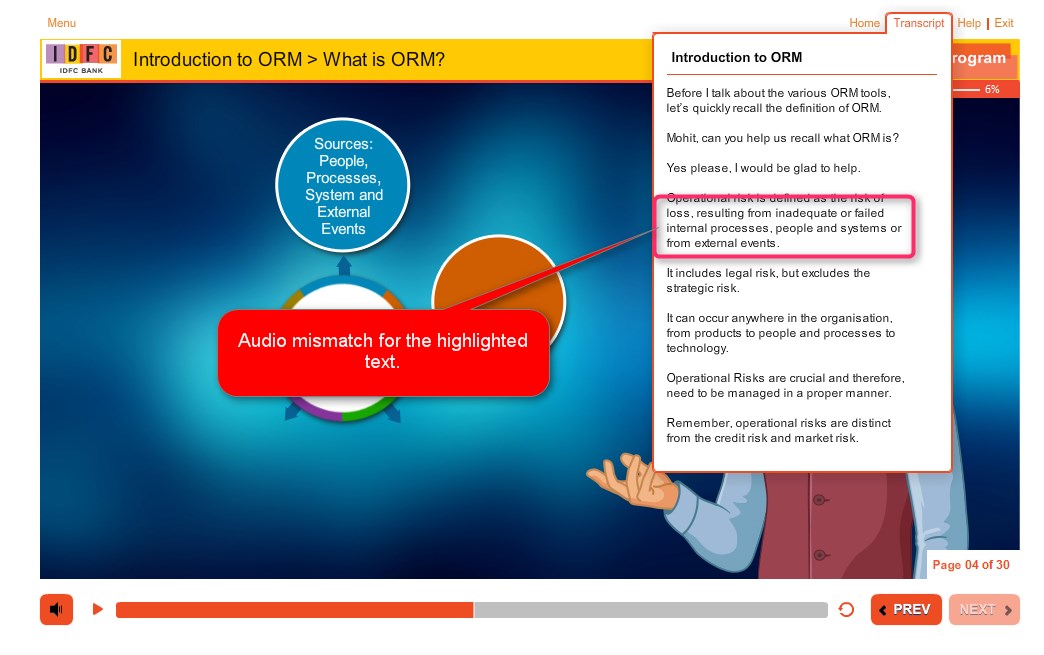 Menu
Home Transcript Help | Exit
I D F C
IDFC BANK
Introduction to ORM > What is ORM?
rogram
6%
Sources:
People,
Processes,
System and
External
Events
Audio mismatch for the highlighted
text.
Introduction to ORM
Before I talk about the various ORM tools,
let's quickly recall the definition of ORM.
Mohit, can you help us recall what ORM is?
Yes please, I would be glad to help.
Operational risk is defined as the risk of
loss, resulting from inadequate or failed
internal processes, people and systems or
from external events.
It includes legal risk, but excludes the
strategic risk.
It can occur anywhere in the organisation,
from products to people and processes to
technology.
Operational Risks are crucial and therefore,
need to be managed in a proper manner.
Remember, operational risks are distinct
from the credit risk and market risk.
Page 04 of 30
PREV
NEXT